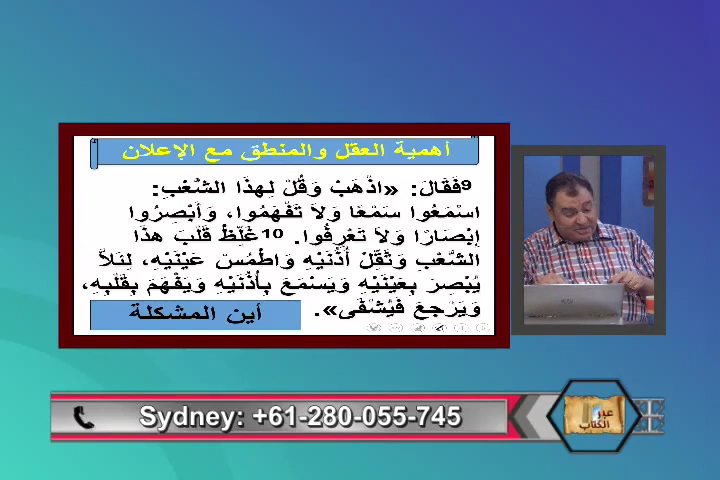 أهمية العقل والمنطق مع الإعلان
9فَقَالَ: «اذْهَبْ وَقُلْ لِهذَا الشَّعْبِ:
اسْمَعُوا سَمْعًا وَلاَ تَفْهَمُوا، وَأَبْصِرُوا
إِبْصَارًا وَلاَ تَعْرِفُوا. 10غَلِّظْ قَلْبَ هذَا
الشَّعْبِ وَثَقِّلْ أُذُنَيْهِ وَاطْمُسْ عَيْنَيْهِ، لِئَلاَّ
يُبْصِرَ بِعَيْنَيْهِ وَيَسْمَعَ بِأُذُنَيْهِ وَيَفْهَمَ بِقَلْبِهِ،
وَيَرْجعَ فَيُشْفَى».
أين المشكلة
Sydney: +61-280-055-745
عبر
الكتاب